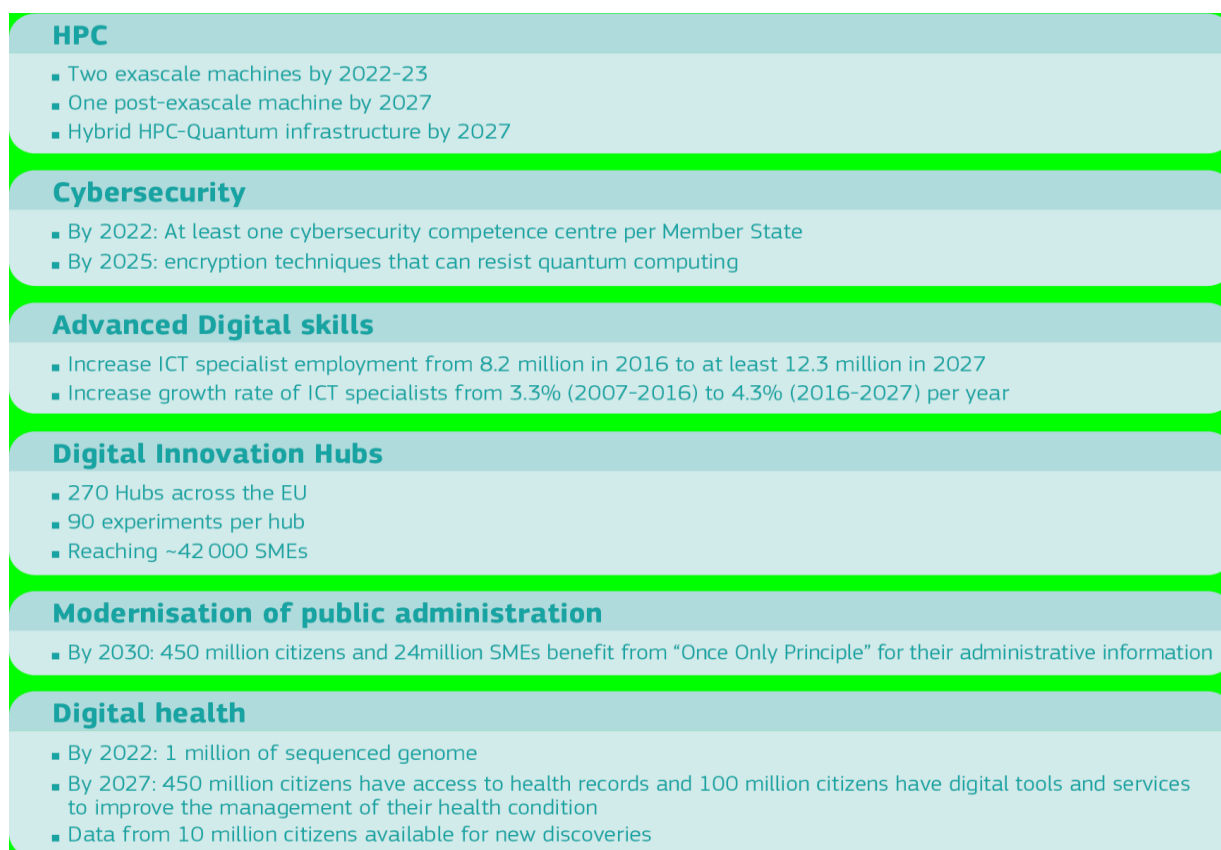 HPC
▪ Two exascale machines by 2022-23
▪ One post-exascale machine by 2027
▪ Hybrid HPC-Quantum infrastructure by 2027
Cybersecurity
▪ By 2022: At least one cybersecurity competence centre per Member State
▪ By 2025: encryption techniques that can resist quantum computing
Advanced Digital skills
▪ Increase ICT specialist employment from 8.2 million in 2016 to at least 12.3 million in 2027
▪ Increase growth rate of ICT specialists from 3.3% (2007-2016) to 4.3% (2016-2027) per year
Digital Innovation Hubs
▪ 270 Hubs across the EU
▪ 90 experiments per hub
▪ Reaching ~42 000 SMEs
Modernisation of public administration
▪ By 2030: 450 million citizens and 24million SMEs benefit from “Once Only Principle” for their administrative information
Digital health
▪ By 2022: 1 million of sequenced genome
▪ By 2027: 450 million citizens have access to health records and 100 million citizens have digital tools and services
to improve the management of their health condition
▪ Data from 10 million citizens available for new discoveries